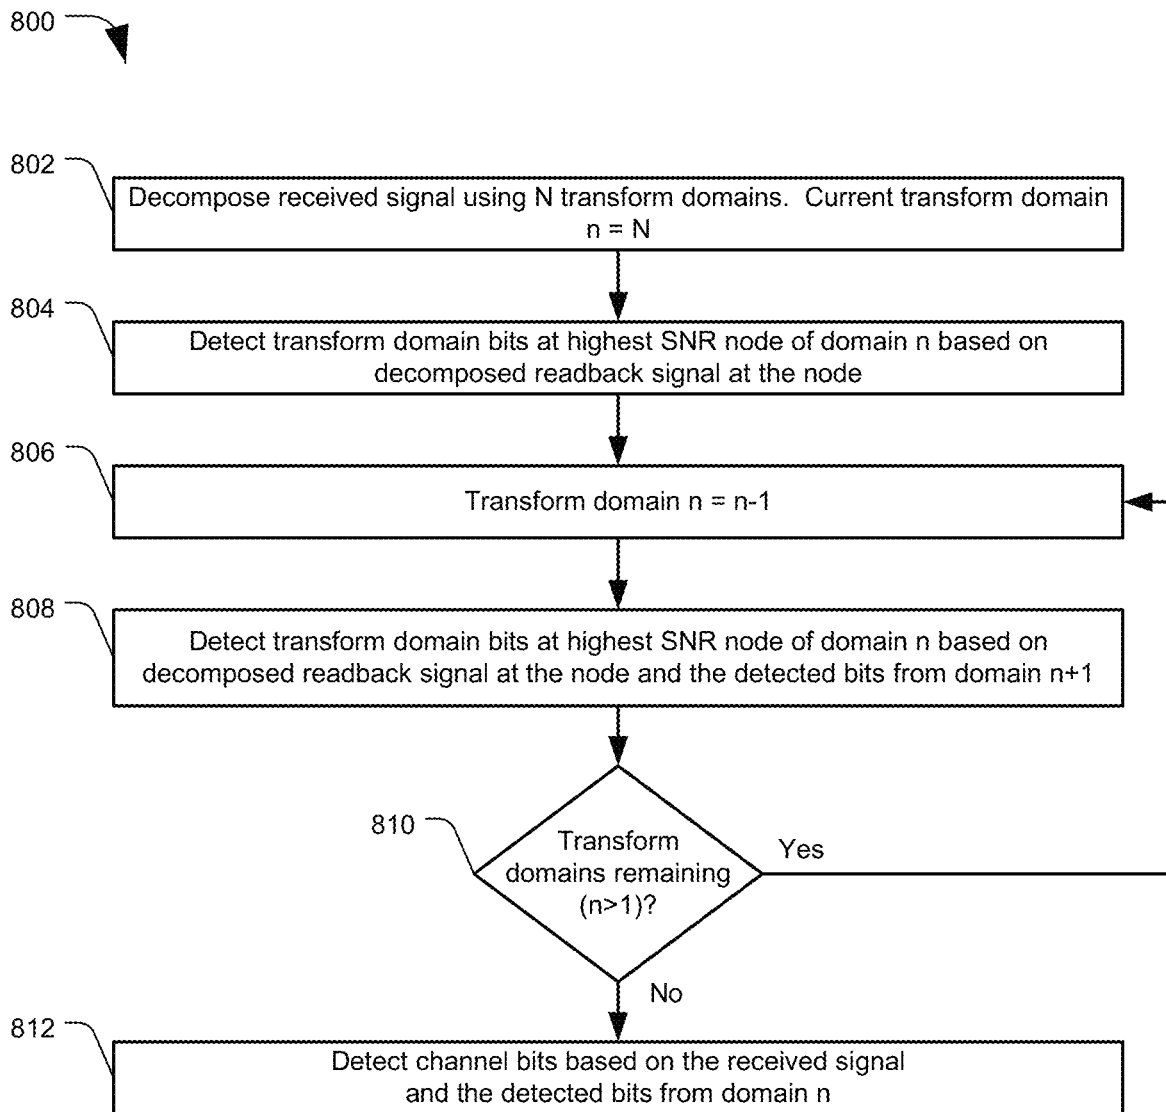 800
802
Decompose received signal using N transform domains.  Current transform domain
n = N
804
Detect transform domain bits at highest SNR node of domain n based on
decomposed readback signal at the node
806
Transform domain n = n-1
808
Detect transform domain bits at highest SNR node of domain n based on
decomposed readback signal at the node and the detected bits from domain n+1
810
Transform
domains remaining
(n>1)?
Yes
No
812
Detect channel bits based on the received signal
and the detected bits from domain n